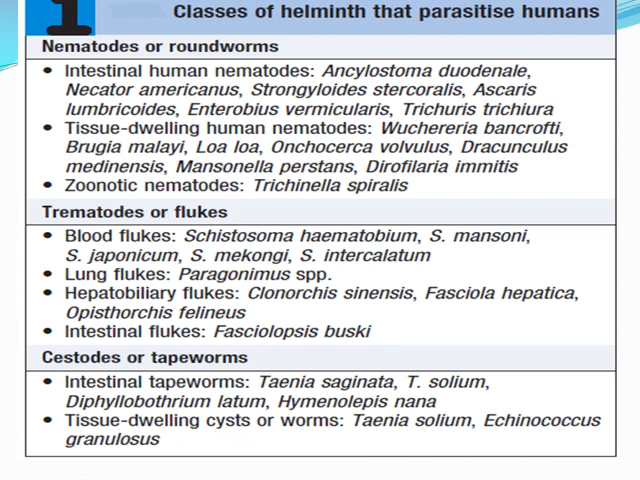 1
Classes of helminth that parasitise humans
Nematodes or roundworms
• Intestinal human nematodes: Ancylostoma duodenale,
Necator americanus, Strongyloides stercoralis, Ascaris
lumbricoides, Enterobius vermicularis, Trichuris trichiura
• Tissue-dwelling human nematodes: Wuchereria bancrofti,
Brugia malayi, Loa loa, Onchocerca volvulus, Dracunculus
medinensis, Mansonella perstans, Dirofilaria immitis
• Zoonotic nematodes: Trichinella spiralis
Trematodes or flukes
• Blood flukes: Schistosoma haematobium, S. mansoni,
S. japonicum, S. mekongi, S. intercalatum
• Lung flukes: Paragonimus spp.
• Hepatobiliary flukes: Clonorchis sinensis, Fasciola hepatica,
Opisthorchis felineus
• Intestinal flukes: Fasciolopsis buski
Cestodes or tapeworms
• Intestinal tapeworms: Taenia saginata, T. solium,
Diphyllobothrium latum, Hymenolepis nana
• Tissue-dwelling cysts or worms: Taenia solium, Echinococcus
granulosus